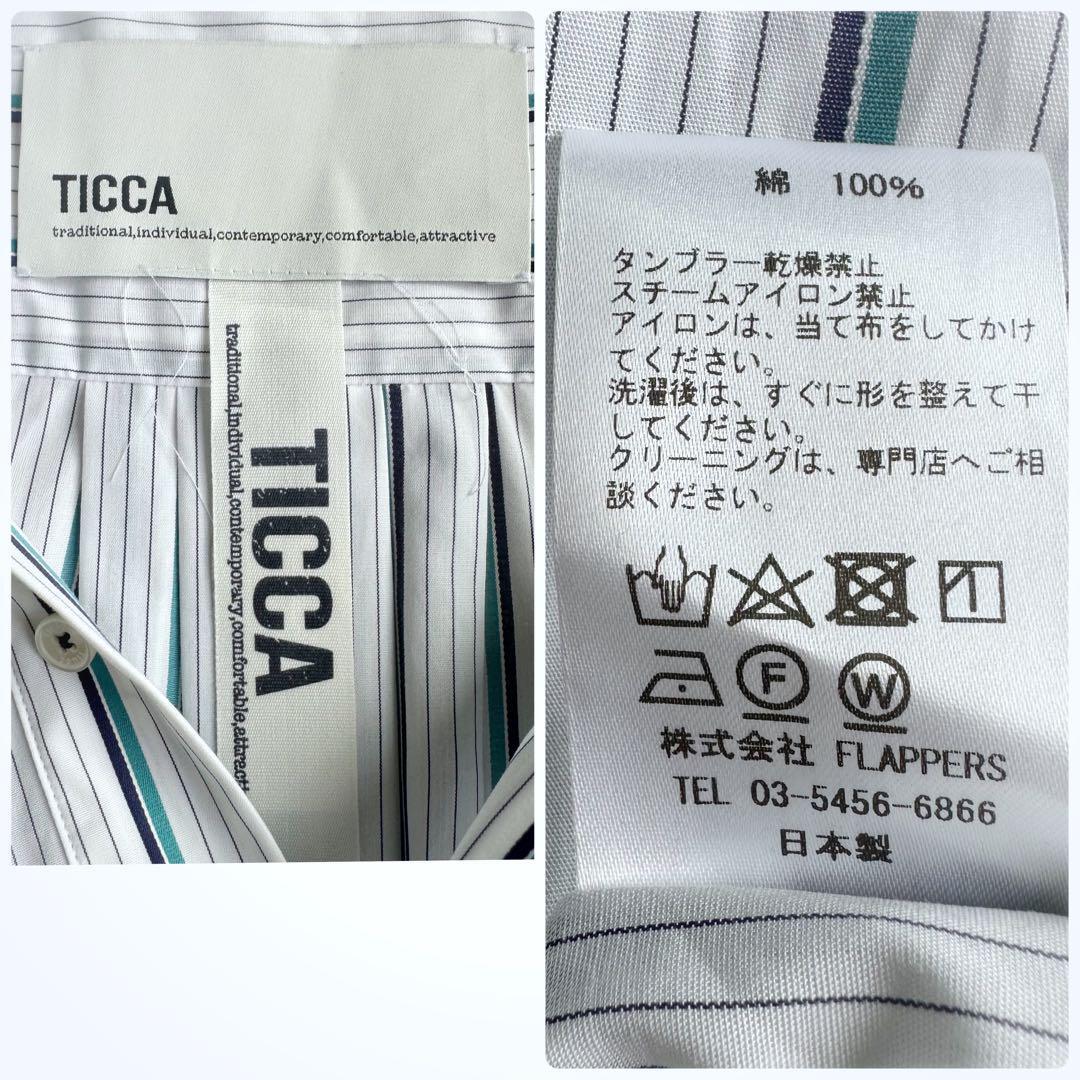 TICCA
traditional,individual,contemporary,comfortable,attractive
TICCA
traditional,individual,contemporary,comfortable,attracti
綿 100%
タンブラー乾燥禁止
スチームアイロン禁止
アイロンは、当て布をしてかけ
てください。
洗濯後は、すぐに形を整えて干
してください。
クリーニングは、専門店へご相
談ください。
F W
株式会社 FLAPPERS
TEL 03-5456-6866
日本製